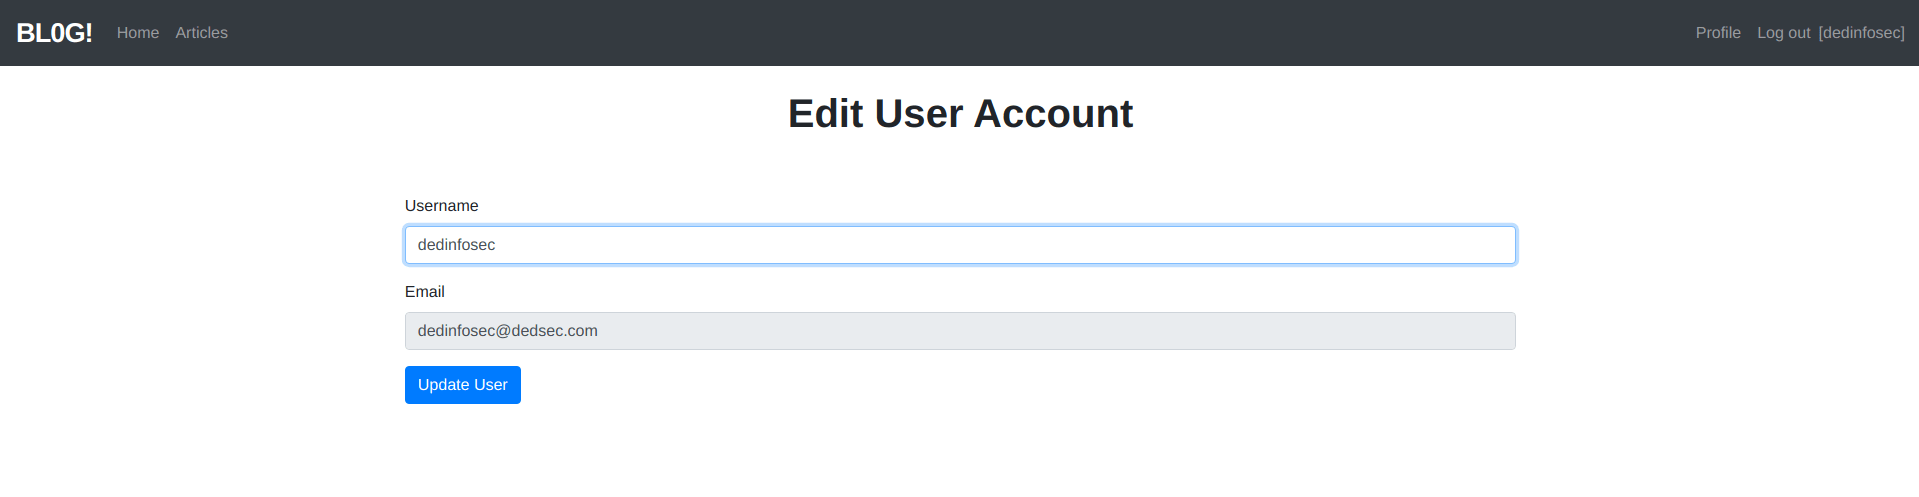 BL0G! Home Articles Profile Log out [dedinfosec]
Edit User Account
Username
dedinfosec
Email
dedinfosec@dedsec.com
Update User